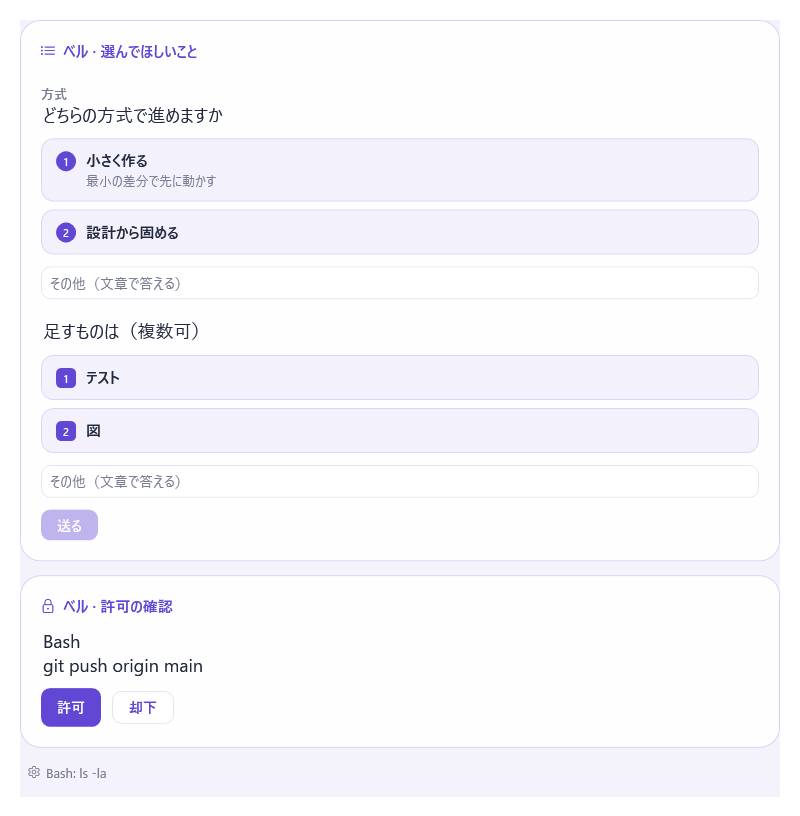 ベル · 選んでほしいこと
方式
どちらの方式で進めますか
1 小さく作る
最小の差分で先に動かす
2 設計から固める
その他（文章で答える）
足すものは（複数可）
1 テスト
2 図
その他（文章で答える）
送る
ベル · 許可の確認
Bash
git push origin main
許可 却下
Bash: ls -la